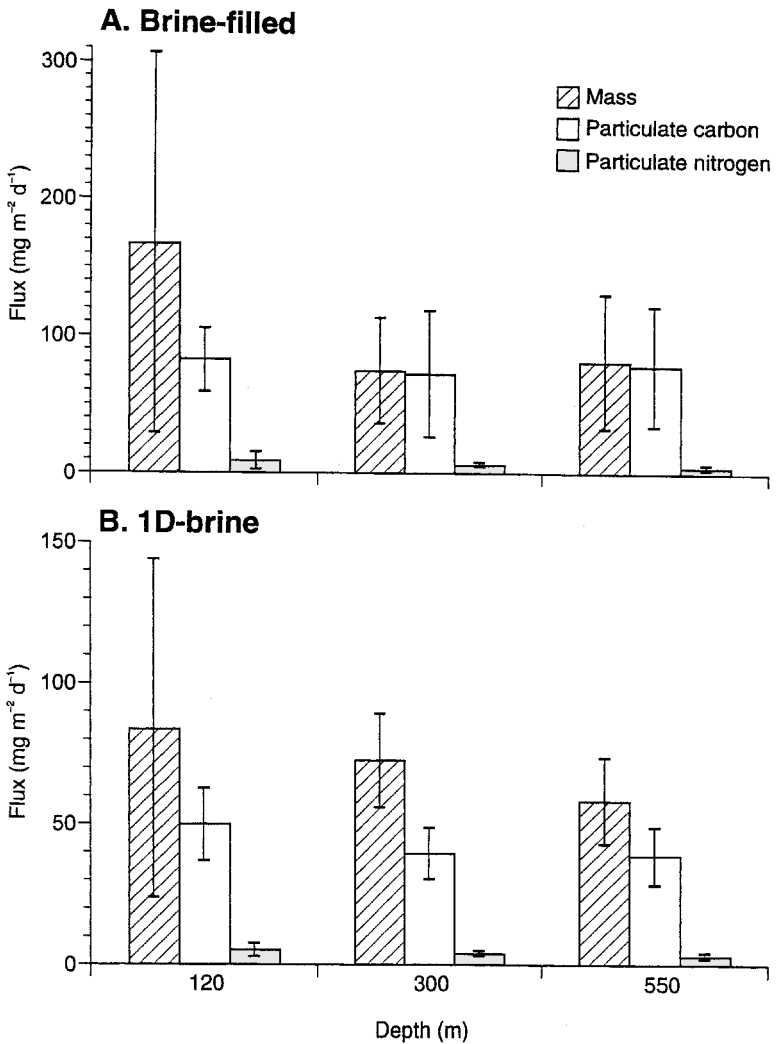 A. Brine-filled
300
200
100
0
Flux (mg m⁻² d⁻¹)
Mass
Particulate carbon
Particulate nitrogen
B. 1D-brine
150
100
50
0
Flux (mg m⁻² d⁻¹)
120 300 550
Depth (m)